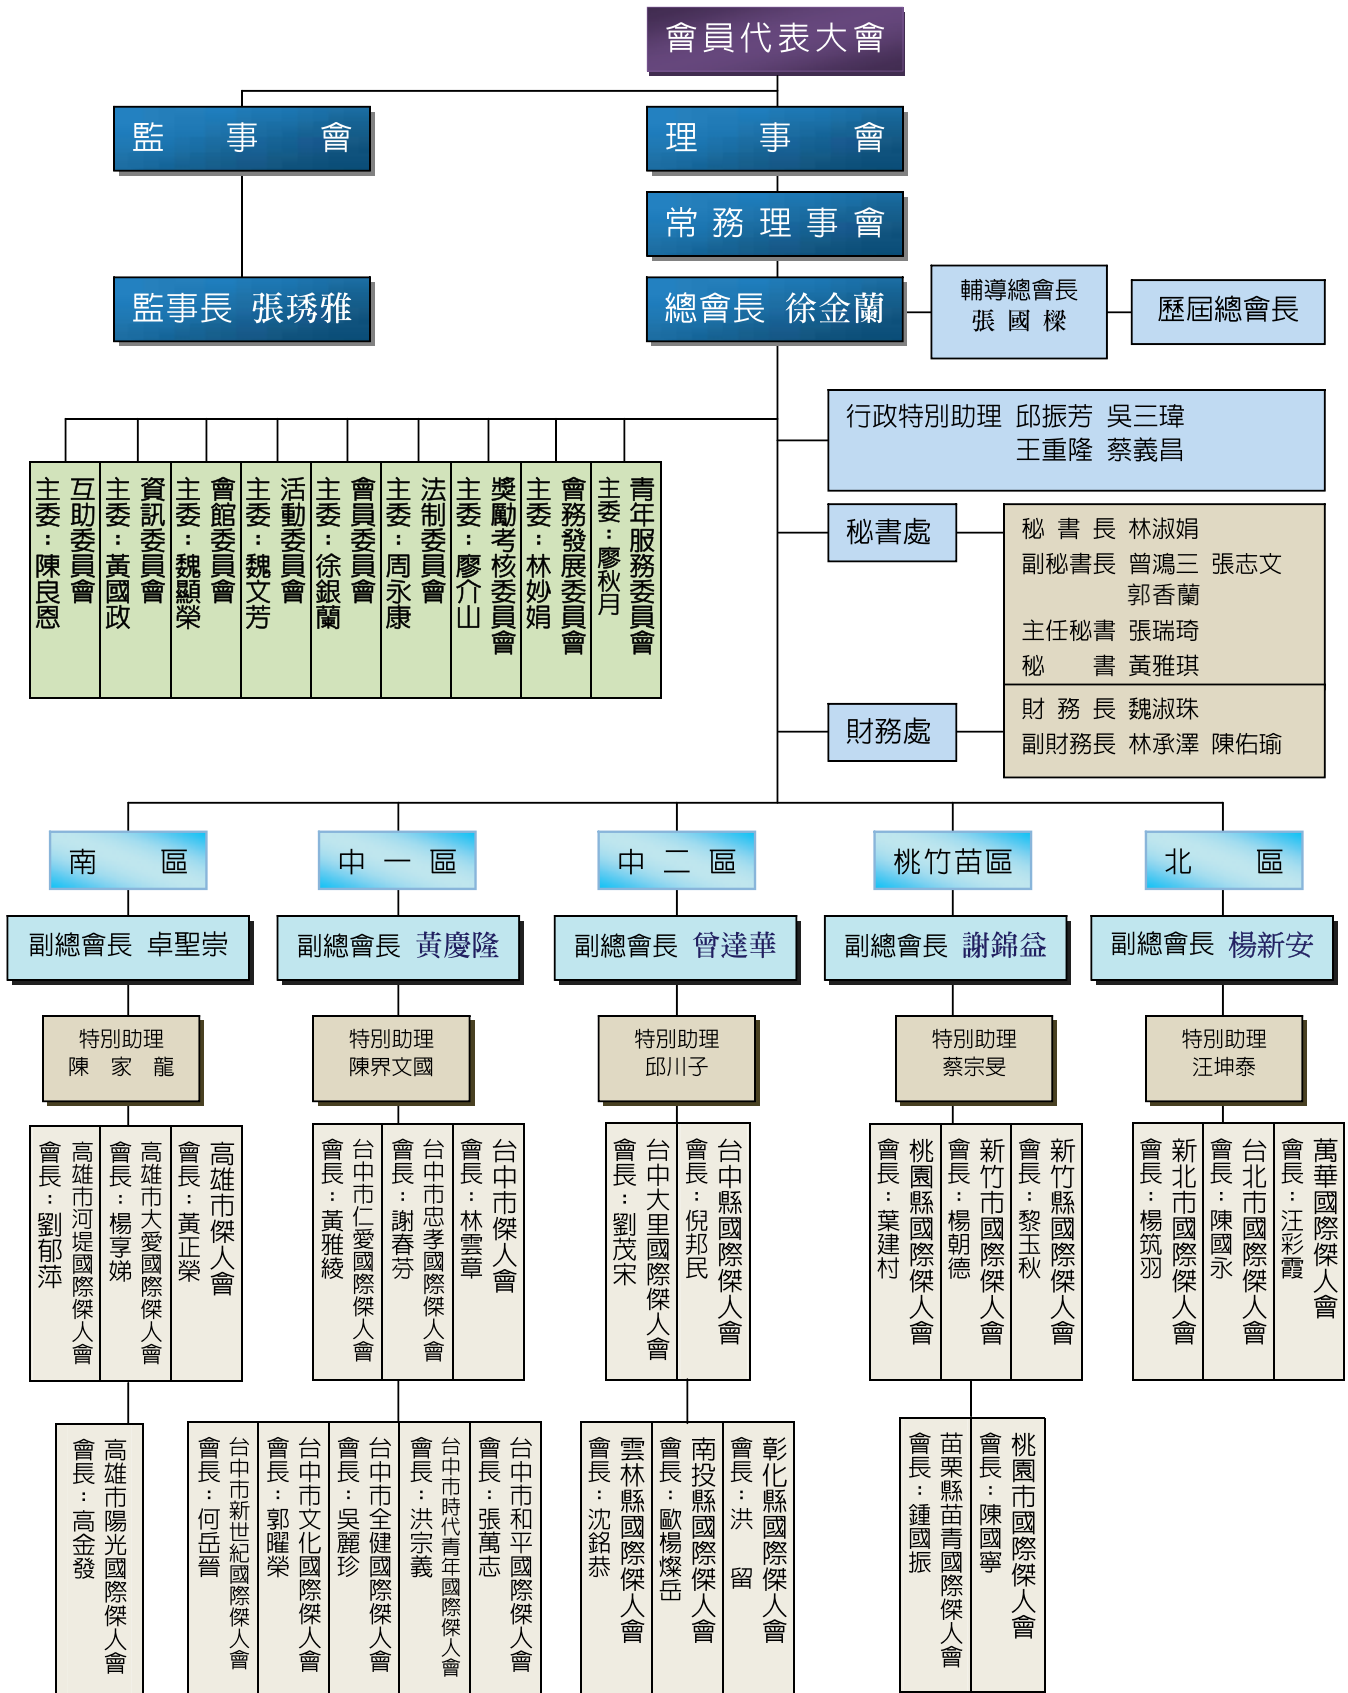 會員代表大會
監事會
理事會
常務理事會
監事長 張琇雅
總會長 徐金蘭
輔導總會長
張國樑
歷屆總會長
行政特別助理 邱振芳 吳三瑋
王重隆 蔡義昌
秘書處
秘書長 林淑娟
副秘書長 曾鴻三 張志文
郭香蘭
主任秘書 張瑞琦
秘書 黃雅琪
財務處
財務長 魏淑珠
副財務長 林承澤 陳佑瑜
青年服務委員會
主委：廖秋月
會務發展委員會
主委：林妙娟
獎勵考核委員會
主委：廖介山
法制委員會
主委：周永康
會員委員會
主委：徐銀蘭
活動委員會
主委：魏文芳
會館委員會
主委：魏顯榮
資訊委員會
主委：黃國政
互助委員會
主委：陳良恩
南區
副總會長 卓聖崇
特別助理
陳家龍
高雄市傑人會
會長：黃正榮
高雄市大愛國際傑人會
會長：楊享娣
高雄市河堤國際傑人會
會長：劉郁萍
高雄市陽光國際傑人會
會長：高金發
中一區
副總會長 黃慶隆
特別助理
陳界文國
台中市傑人會
會長：林雲章
台中市忠孝國際傑人會
會長：謝春芬
台中市仁愛國際傑人會
會長：黃雅綾
台中市和平國際傑人會
會長：張萬志
台中市時代青年國際傑人會
會長：洪宗義
台中市全健國際傑人會
會長：吳麗珍
台中市文化國際傑人會
會長：郭曜榮
台中市新世紀國際傑人會
會長：何岳晉
中二區
副總會長 曾達華
特別助理
邱川子
台中縣國際傑人會
會長：倪邦民
台中大里國際傑人會
會長：劉茂宋
彰化縣國際傑人會
會長：洪留
南投縣國際傑人會
會長：歐楊燦岳
雲林縣國際傑人會
會長：沈銘恭
桃竹苗區
副總會長 謝錦益
特別助理
蔡宗旻
新竹縣國際傑人會
會長：黎玉秋
新竹市國際傑人會
會長：楊朝德
桃園縣國際傑人會
會長：葉建村
桃園市國際傑人會
會長：陳國寧
苗栗縣苗青國際傑人會
會長：鍾國振
北區
副總會長 楊新安
特別助理
汪坤泰
萬華國際傑人會
會長：汪彩霞
台北市國際傑人會
會長：陳國永
新北市國際傑人會
會長：楊筑羽